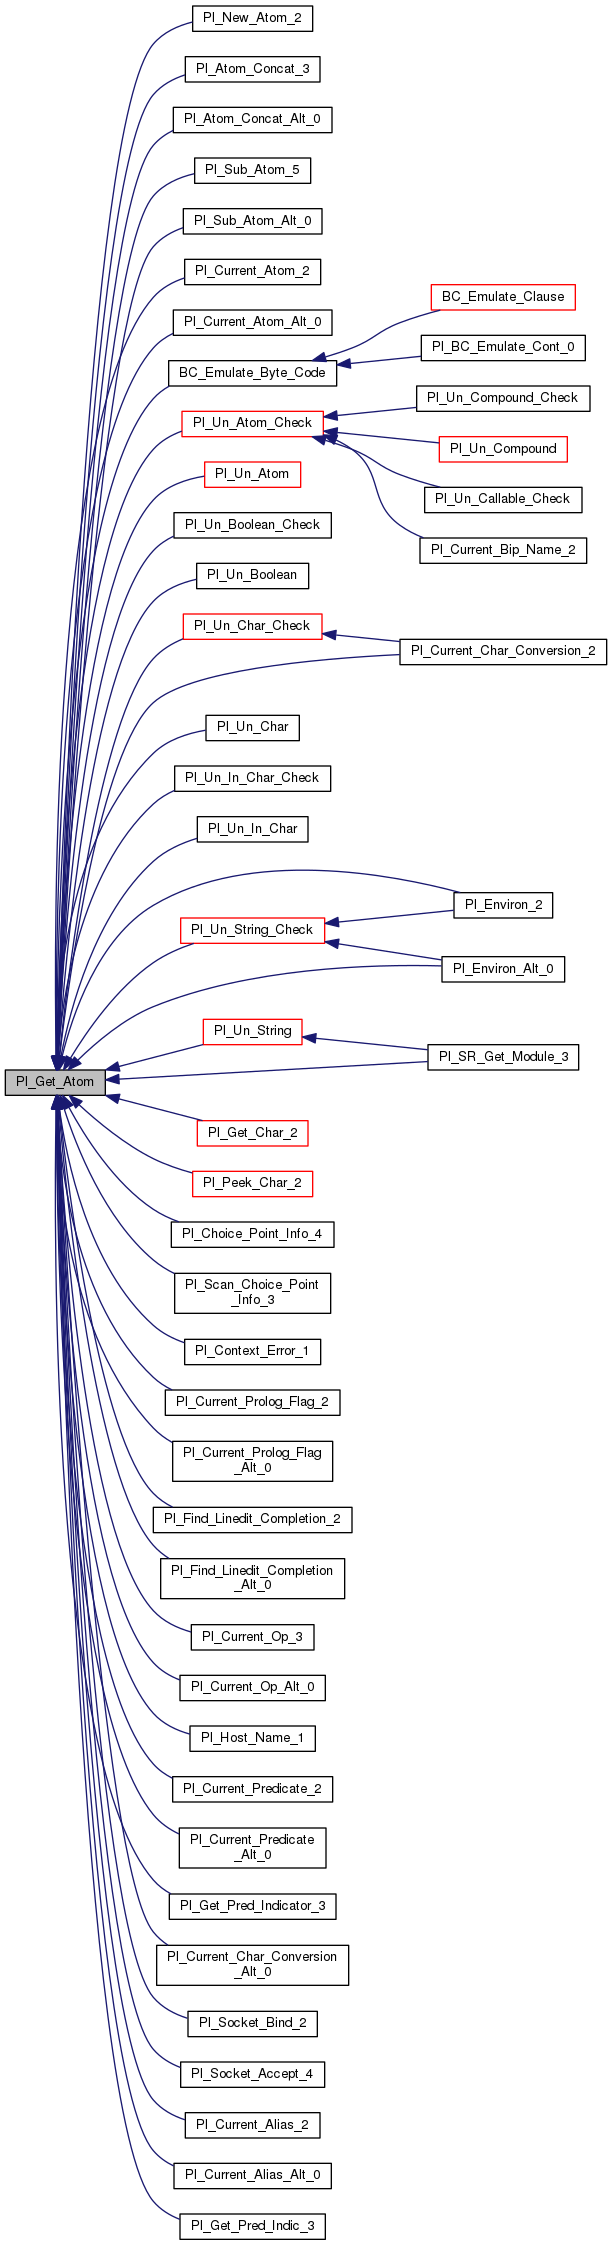 Pl_New_Atom_2
Pl_Atom_Concat_3
Pl_Atom_Concat_Alt_0
Pl_Sub_Atom_5
Pl_Sub_Atom_Alt_0
Pl_Current_Atom_2
BC_Emulate_Clause
Pl_Current_Atom_Alt_0
Pl_BC_Emulate_Cont_0
BC_Emulate_Byte_Code
Pl_Un_Compound_Check
Pl_Un_Atom_Check
Pl_Un_Compound
Pl_Un_Atom
Pl_Un_Callable_Check
Pl_Un_Boolean_Check
Pl_Current_Bip_Name_2
Pl_Un_Boolean
Pl_Un_Char_Check
Pl_Current_Char_Conversion_2
Pl_Un_Char
Pl_Un_In_Char_Check
Pl_Un_In_Char
Pl_Environ_2
Pl_Un_String_Check
Pl_Environ_Alt_0
Pl_Un_String
Pl_SR_Get_Module_3
Pl_Get_Atom
Pl_Get_Char_2
Pl_Peek_Char_2
Pl_Choice_Point_Info_4
Pl_Scan_Choice_Point
_Info_3
Pl_Context_Error_1
Pl_Current_Prolog_Flag_2
Pl_Current_Prolog_Flag
_Alt_0
Pl_Find_Linedit_Completion_2
Pl_Find_Linedit_Completion
_Alt_0
Pl_Current_Op_3
Pl_Current_Op_Alt_0
Pl_Host_Name_1
Pl_Current_Predicate_2
Pl_Current_Predicate
_Alt_0
Pl_Get_Pred_Indicator_3
Pl_Current_Char_Conversion
_Alt_0
Pl_Socket_Bind_2
Pl_Socket_Accept_4
Pl_Current_Alias_2
Pl_Current_Alias_Alt_0
Pl_Get_Pred_Indic_3